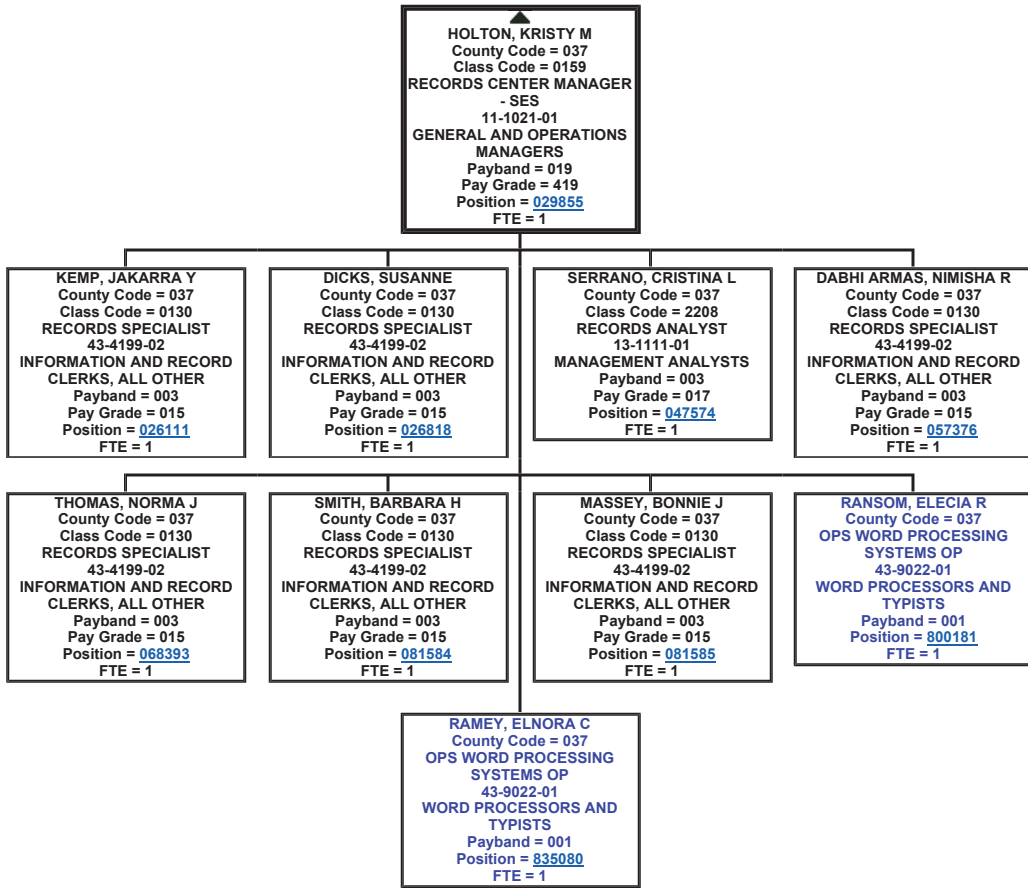 HOLTON, KRISTY M
County Code = 037
Class Code = 0159
RECORDS CENTER MANAGER
- SES
11-1021-01
GENERAL AND OPERATIONS
MANAGERS
Payband = 019
Pay Grade = 419
Position = 029855
FTE = 1
KEMP, JAKARRA Y
County Code = 037
Class Code = 0130
RECORDS SPECIALIST
43-4199-02
INFORMATION AND RECORD
CLERKS, ALL OTHER
Payband = 003
Pay Grade = 015
Position = 026111
FTE = 1
DICKS, SUSANNE
County Code = 037
Class Code = 0130
RECORDS SPECIALIST
43-4199-02
INFORMATION AND RECORD
CLERKS, ALL OTHER
Payband = 003
Pay Grade = 015
Position = 026818
FTE = 1
SERRANO, CRISTINA L
County Code = 037
Class Code = 2208
RECORDS ANALYST
13-1111-01
MANAGEMENT ANALYSTS
Payband = 003
Pay Grade = 017
Position = 047574
FTE = 1
DABHI ARMAS, NIMISHA R
County Code = 037
Class Code = 0130
RECORDS SPECIALIST
43-4199-02
INFORMATION AND RECORD
CLERKS, ALL OTHER
Payband = 003
Pay Grade = 015
Position = 057376
FTE = 1
THOMAS, NORMA J
County Code = 037
Class Code = 0130
RECORDS SPECIALIST
43-4199-02
INFORMATION AND RECORD
CLERKS, ALL OTHER
Payband = 003
Pay Grade = 015
Position = 068393
FTE = 1
SMITH, BARBARA H
County Code = 037
Class Code = 0130
RECORDS SPECIALIST
43-4199-02
INFORMATION AND RECORD
CLERKS, ALL OTHER
Payband = 003
Pay Grade = 015
Position = 081584
FTE = 1
MASSEY, BONNIE J
County Code = 037
Class Code = 0130
RECORDS SPECIALIST
43-4199-02
INFORMATION AND RECORD
CLERKS, ALL OTHER
Payband = 003
Pay Grade = 015
Position = 081585
FTE = 1
RANSOM, ELECIA R
County Code = 037
OPS WORD PROCESSING
SYSTEMS OP
43-9022-01
WORD PROCESSORS AND
TYPISTS
Payband = 001
Position = 800181
FTE = 1
RAMEY, ELNORA C
County Code = 037
OPS WORD PROCESSING
SYSTEMS OP
43-9022-01
WORD PROCESSORS AND
TYPISTS
Payband = 001
Position = 835080
FTE = 1